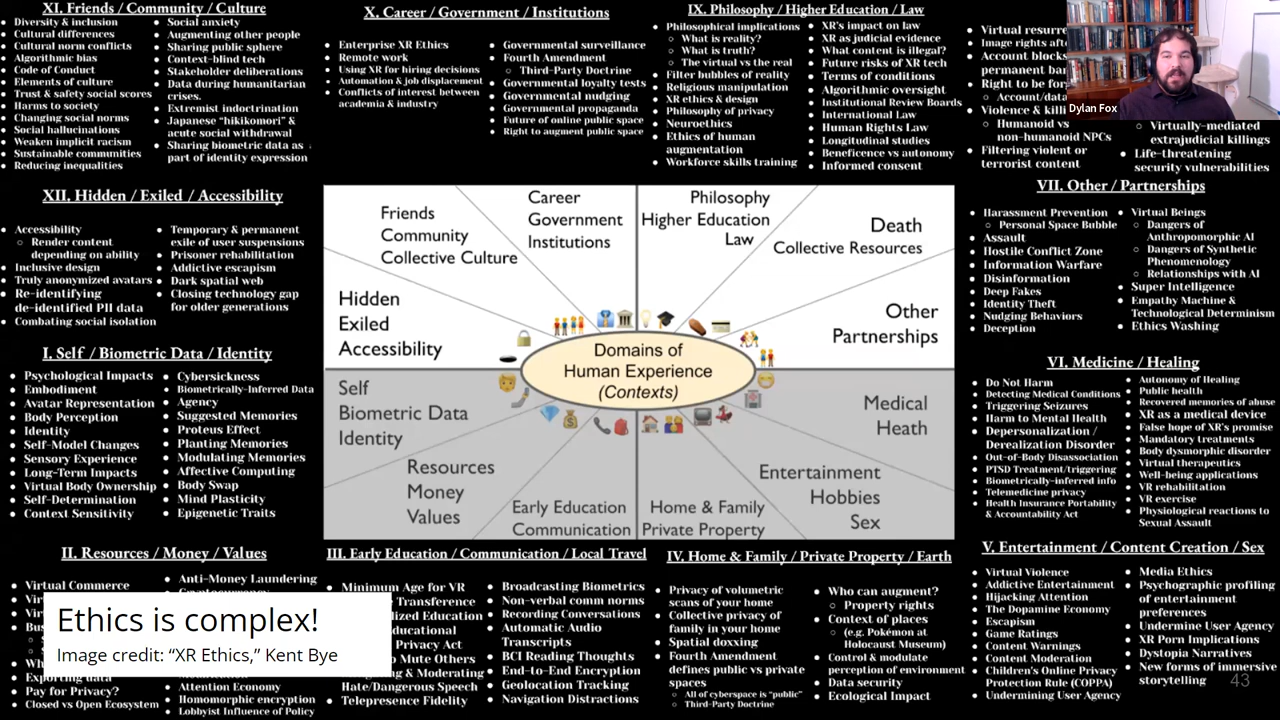 XI. Friends / Community / Culture
Diversity & inclusion
Cultural differences
Cultural norm conflicts
Algorithmic bias
Code of Conduct
Elements of culture
Trust & safety social scores
Harms to society
Changing social norms
Social hallucinations
Weaken implicit racism
Sustainable communities
Reducing inequalities
Social anxiety
Augmenting other people
Sharing public sphere
Context-blind tech
Stakeholder deliberations
Data during humanitarian
crises.
Extremist indoctrination
Japanese "hikikomori" &
acute social withdrawal
Sharing biometric data as
part of identity expression
X. Career / Government / Institutions
Enterprise XR Ethics
Remote work
Using XR for hiring decisions
Automation & job displacement
Conflicts of interest between
academia & industry
Governmental surveillance
Fourth Amendment
Third-Party Doctrine
Governmental loyalty tests
Governmental nudging
Governmental propaganda
Future of online public space
Right to augment public space
IX. Philosophy / Higher Education / Law
Philosophical implications
What is reality?
What is truth?
The virtual vs the real
Filter bubbles of reality
Religious manipulation
XR ethics & design
Philosophy of privacy
Neuroethics
Ethics of human
augmentation
Workforce skills training
XR's impact on law
XR as judicial evidence
What content is illegal?
Future risks of XR tech
Terms of conditions
Algorithmic oversight
Institutional Review Boards
International Law
Human Rights Law
Longitudinal studies
Beneficence vs autonomy
Informed consent
Virtual resurre
Image rights afte
Account blocks
permanent ban
Right to be for
Account/data
Violence & killi
Humanoid vs
non-humanoid NPCs
Filtering violent or
terrorist content
Virtually-mediated
extrajudicial killings
Life-threatening
security vulnerabilities
Dylan Fox
XII. Hidden / Exiled / Accessibility
Accessibility
Render content
depending on ability
Inclusive design
Truly anonymized avatars
Re-identifying
de-identified PII data
Combating social isolation
Temporary & permanent
exile of user suspensions
Prisoner rehabilitation
Addictive escapism
Dark spatial web
Closing technology gap
for older generations
Friends
Community
Collective Culture
Career
Government
Institutions
Philosophy
Higher Education
Law
Death
Collective Resources
Hidden
Exiled
Accessibility
Other
Partnerships
Domains of
Human Experience
(Contexts)
Self
Biometric Data
Identity
Medical
Heath
Resources
Money
Values
Early Education
Communication
Home & Family
Private Property
Entertainment
Hobbies
Sex
VII. Other / Partnerships
Harassment Prevention
Personal Space Bubble
Assault
Hostile Conflict Zone
Information Warfare
Disinformation
Deep Fakes
Identity Theft
Nudging Behaviors
Deception
Virtual Beings
Dangers of
Anthropomorphic AI
Dangers of Synthetic
Phenomenology
Relationships with AI
Super Intelligence
Empathy Machine &
Technological Determinism
Ethics Washing
I. Self / Biometric Data / Identity
Psychological Impacts
Embodiment
Avatar Representation
Body Perception
Identity
Self-Model Changes
Sensory Experience
Long-Term Impacts
Virtual Body Ownership
Self-Determination
Context Sensitivity
Cybersickness
Biometrically-Inferred Data
Agency
Suggested Memories
Proteus Effect
Planting Memories
Modulating Memories
Affective Computing
Body Swap
Mind Plasticity
Epigenetic Traits
VI. Medicine / Healing
Do Not Harm
Detecting Medical Conditions
Triggering Seizures
Harm to Mental Health
Depersonalization /
Derealization Disorder
Out-of-Body Disassociation
PTSD Treatment/triggering
Biometrically-inferred info
Telemedicine privacy
Health Insurance Portability
& Accountability Act
Autonomy of Healing
Public health
Recovered memories of abuse
XR as a medical device
False hope of XR's promise
Mandatory treatments
Body dysmorphic disorder
Virtual therapeutics
Well-being applications
VR rehabilitation
VR exercise
Physiological reactions to
Sexual Assault
II. Resources / Money / Values
Virtual Commerce
Pay for Privacy?
Closed vs Open Ecosystem
Anti-Money Laundering
Attention Economy
Homomorphic encryption
Lobbyist Influence of Policy
Ethics is complex!
Image credit: "XR Ethics," Kent Bye
III. Early Education / Communication / Local Travel
Minimum Age for VR
Transference
Education
Privacy Act
Mute Others
& Moderating
Hate/Dangerous Speech
Telepresence Fidelity
Broadcasting Biometrics
Non-verbal comm norms
Recording Conversations
Automatic Audio
Transcripts
BCI Reading Thoughts
End-to-End Encryption
Geolocation Tracking
Navigation Distractions
IV. Home & Family / Private Property / Earth
Privacy of volumetric
scans of your home
Collective privacy of
family in your home
Spatial doxxing
Fourth Amendment
defines public vs private
spaces
All of cyberspace is "public"
Third-Party Doctrine
Who can augment?
Property rights
Context of places
(e.g. Pokémon at
Holocaust Museum)
Control & modulate
perception of environment
Data security
Ecological Impact
V. Entertainment / Content Creation / Sex
Virtual Violence
Addictive Entertainment
Hijacking Attention
The Dopamine Economy
Escapism
Game Ratings
Content Warnings
Content Moderation
Children's Online Privacy
Protection Rule (COPPA)
Undermining User Agency
Media Ethics
Psychographic profiling
of entertainment
preferences
Undermine User Agency
XR Porn Implications
Dystopia Narratives
New forms of immersive
storytelling
43